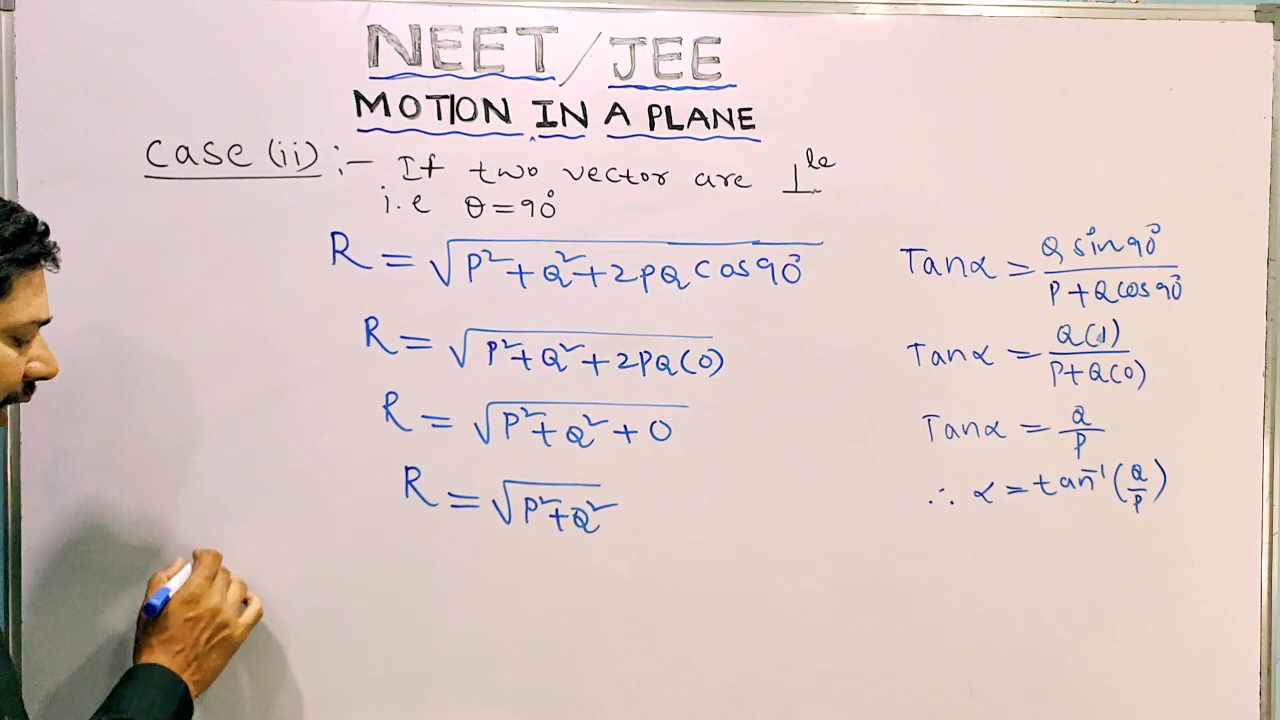 NEET/JEE
MOTION IN A PLANE
Case (ii) :- If two vector are ⊥le
i.e θ = 90°
R = √(P² + Q² + 2PQ Cos 90°)
R = √(P² + Q² + 2PQ(0))
R = √(P² + Q² + 0)
R = √(P² + Q²)
Tanα = Q sin 90° / P + Q cos 90°
Tanα = Q(1) / P + Q(0)
Tanα = Q / P
∴ α = tan⁻¹(Q/P)